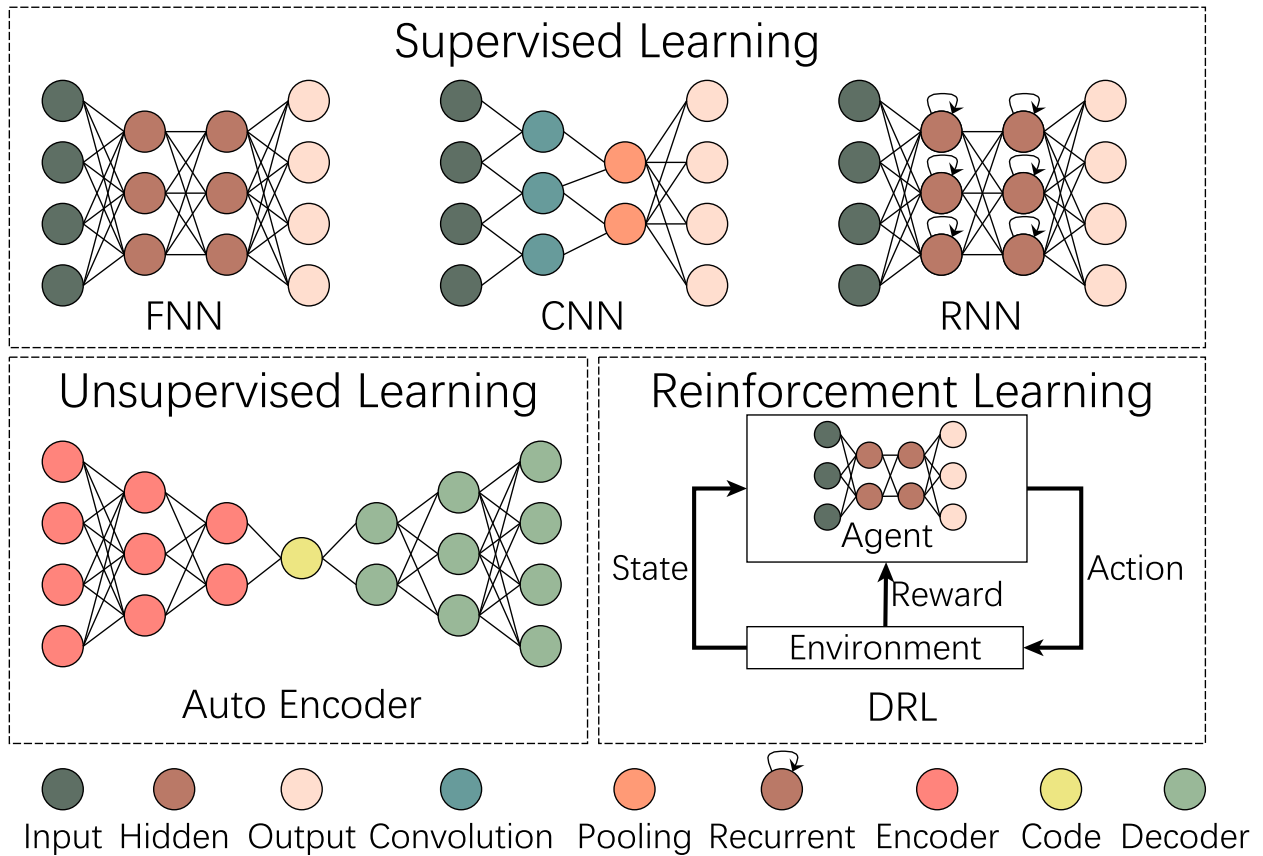 Supervised Learning
FNN
CNN
RNN
Unsupervised Learning
Auto Encoder
Reinforcement Learning
Agent
State
Action
Reward
Environment
DRL
Input Hidden Output Convolution Pooling Recurrent Encoder Code Decoder